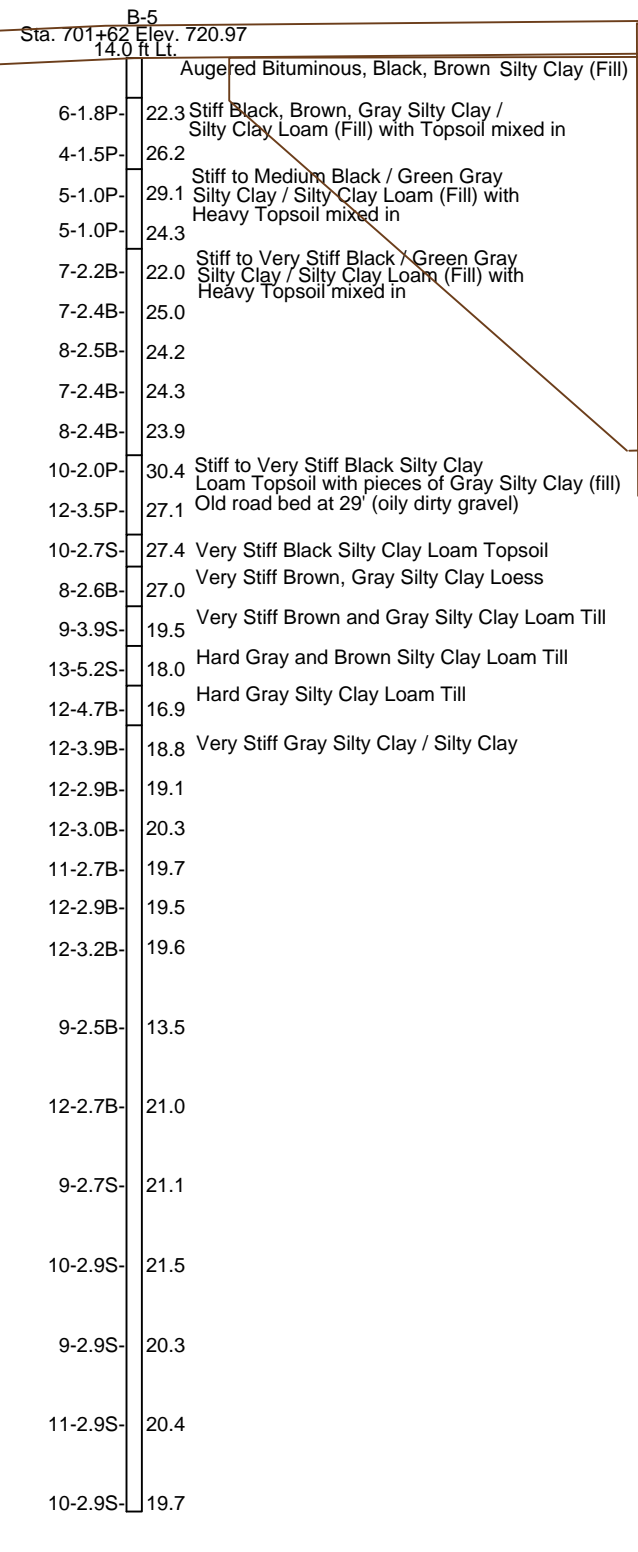 B-5
Sta. 701+62 Elev. 720.97
14.0 ft Lt.
Augered Bituminous, Black, Brown Silty Clay (Fill)
6-1.8P- 22.3 Stiff Black, Brown, Gray Silty Clay /
Silty Clay Loam (Fill) with Topsoil mixed in
4-1.5P- 26.2
Stiff to Medium Black / Green Gray
5-1.0P- 29.1 Silty Clay / Silty Clay Loam (Fill) with
Heavy Topsoil mixed in
5-1.0P- 24.3
Stiff to Very Stiff Black / Green Gray
7-2.2B- 22.0 Silty Clay / Silty Clay Loam (Fill) with
Heavy Topsoil mixed in
7-2.4B- 25.0
8-2.5B- 24.2
7-2.4B- 24.3
8-2.4B- 23.9
10-2.0P- 30.4 Stiff to Very Stiff Black Silty Clay
Loam Topsoil with pieces of Gray Silty Clay (fill)
12-3.5P- 27.1 Old road bed at 29' (oily dirty gravel)
10-2.7S- 27.4 Very Stiff Black Silty Clay Loam Topsoil
8-2.6B- 27.0 Very Stiff Brown, Gray Silty Clay Loess
9-3.9S- 19.5 Very Stiff Brown and Gray Silty Clay Loam Till
13-5.2S- 18.0 Hard Gray and Brown Silty Clay Loam Till
12-4.7B- 16.9 Hard Gray Silty Clay Loam Till
12-3.9B- 18.8 Very Stiff Gray Silty Clay / Silty Clay
12-2.9B- 19.1
12-3.0B- 20.3
11-2.7B- 19.7
12-2.9B- 19.5
12-3.2B- 19.6
9-2.5B- 13.5
12-2.7B- 21.0
9-2.7S- 21.1
10-2.9S- 21.5
9-2.9S- 20.3
11-2.9S- 20.4
10-2.9S- 19.7